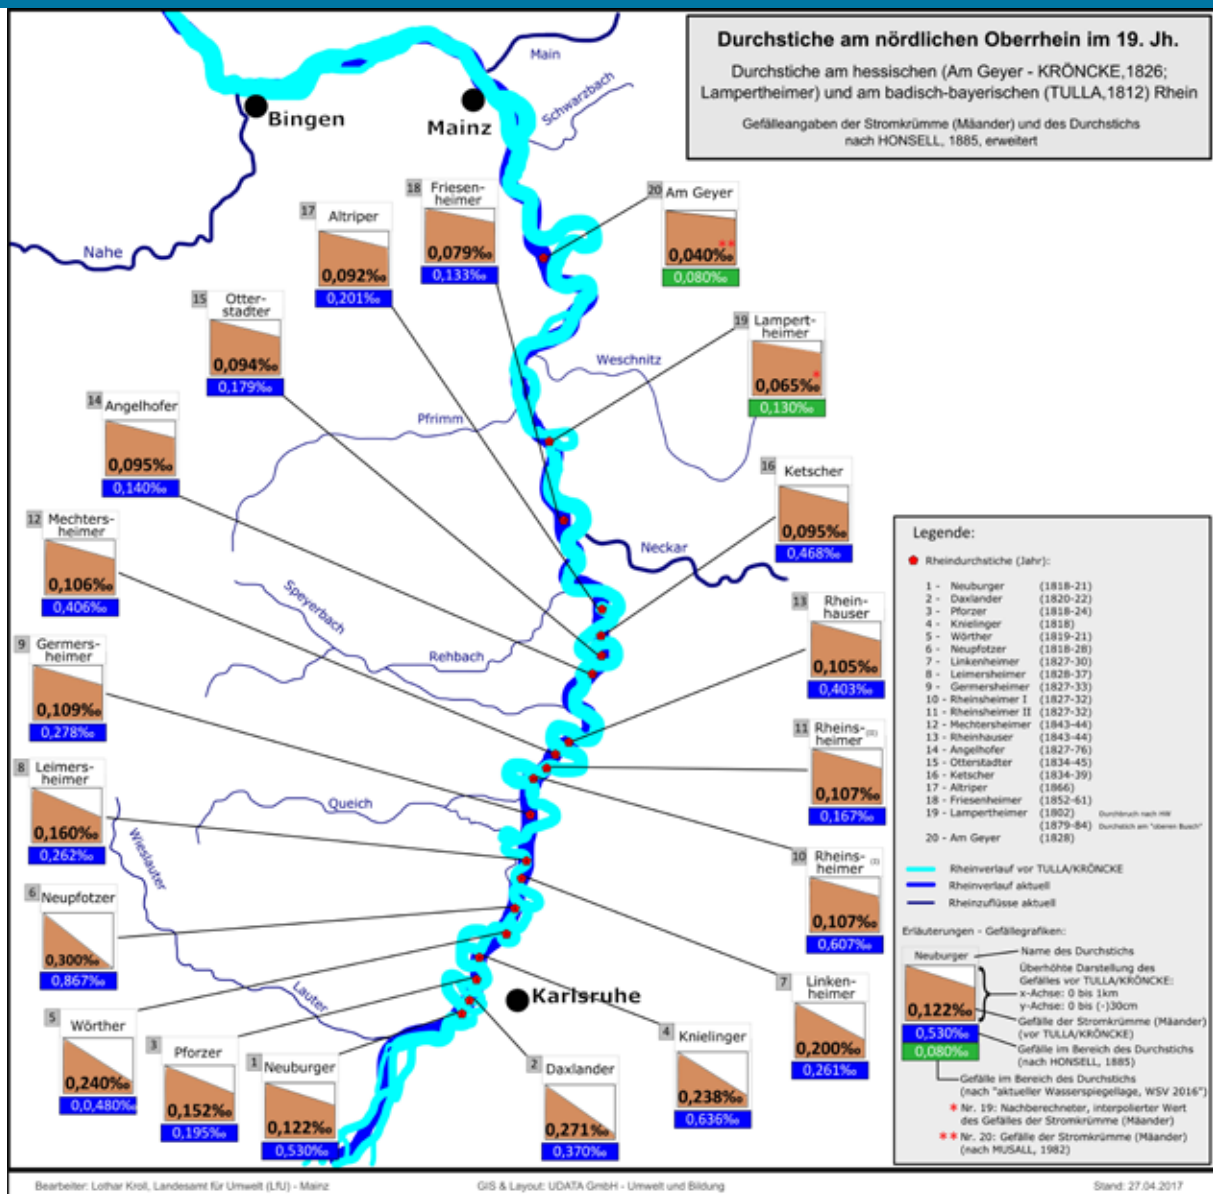 Durchstiche am nördlichen Oberrhein im 19. Jh.
Durchstiche am hessischen (Am Geyer - KRÖNCKE,1826;
Lampertheimer) und am badisch-bayerischen (TULLA,1812) Rhein
Gefälleangaben der Stromkrümme (Mäander) und des Durchstichs
nach HONSELL, 1885, erweitert
Main
Schwarzbach
Bingen
Mainz
Nahe
18
Friesen-
heimer
0,079‰
0,133‰
20
Am Geyer
0,040‰ **
0,080‰
17
Altriper
0,092‰
0,201‰
15
Otter-
stadter
0,094‰
0,179‰
19
Lampert-
heimer
0,065‰ *
0,130‰
Weschnitz
Pfrimm
14
Angelhofer
0,095‰
0,140‰
16
Ketscher
0,095‰
0,468‰
12
Mechters-
heimer
0,106‰
0,406‰
Neckar
Speyerbach
Rehbach
13
Rhein-
hauser
0,105‰
0,403‰
9
Germers-
heimer
0,109‰
0,278‰
11
Rheins-
heimer (II)
0,107‰
0,167‰
8
Leimers-
heimer
0,160‰
0,262‰
Queich
Wieslauter
10
Rheins-
heimer (I)
0,107‰
0,607‰
6
Neupfotzer
0,300‰
0,867‰
Lauter
Karlsruhe
7
Linken-
heimer
0,200‰
0,261‰
5
Wörther
0,240‰
0,0,480‰
3
Pforzer
0,152‰
0,195‰
1
Neuburger
0,122‰
0,530‰
2
Daxlander
0,271‰
0,370‰
4
Knielinger
0,238‰
0,636‰
Legende:
Rheindurchstiche (Jahr):
1 - Neuburger (1818-21)
2 - Daxlander (1820-22)
3 - Pforzer (1818-24)
4 - Knielinger (1818)
5 - Wörther (1819-21)
6 - Neupfotzer (1818-28)
7 - Linkenheimer (1827-30)
8 - Leimersheimer (1828-37)
9 - Germersheimer (1827-33)
10 - Rheinsheimer I (1827-32)
11 - Rheinsheimer II (1827-32)
12 - Mechtersheimer (1843-44)
13 - Rheinhauser (1843-44)
14 - Angelhofer (1827-76)
15 - Otterstadter (1834-45)
16 - Ketscher (1834-39)
17 - Altriper (1866)
18 - Friesenheimer (1852-61)
19 - Lampertheimer (1802) Durchbruch nach HW
(1879-84) Durchstich am "oberen Busch"
20 - Am Geyer (1828)
Rheinverlauf vor TULLA/KRÖNCKE
Rheinverlauf aktuell
Rheinzuflüsse aktuell
Erläuterungen - Gefällegrafiken:
Neuburger
0,122‰
0,530‰
0,080‰
Name des Durchstichs
Überhöhte Darstellung des
Gefälles vor TULLA/KRÖNCKE:
x-Achse: 0 bis 1km
y-Achse: 0 bis (-)30cm
Gefälle der Stromkrümme (Mäander)
(vor TULLA/KRÖNCKE)
Gefälle im Bereich des Durchstichs
(nach HONSELL, 1885)
Gefälle im Bereich des Durchstichs
(nach "aktueller Wasserspiegellage, WSV 2016")
* Nr. 19: Nachberechneter, interpolierter Wert
des Gefälles der Stromkrümme (Mäander)
** Nr. 20: Gefälle der Stromkrümme (Mäander)
(nach MUSALL, 1982)
Bearbeiter: Lothar Kroll, Landesamt für Umwelt (LfU) - Mainz
GIS & Layout: UDATA GmbH - Umwelt und Bildung
Stand: 27.04.2017